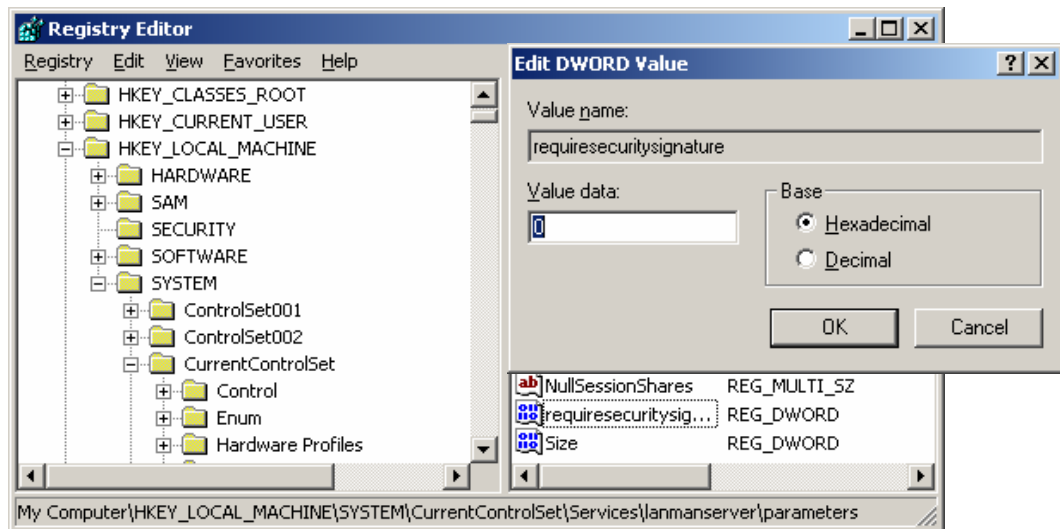 Registry Editor
Registry Edit View Favorites Help
HKEY_CLASSES_ROOT
HKEY_CURRENT_USER
HKEY_LOCAL_MACHINE
HARDWARE
SAM
SECURITY
SOFTWARE
SYSTEM
ControlSet001
ControlSet002
CurrentControlSet
Control
Enum
Hardware Profiles
Edit DWORD Value
Value name:
requiresecuritysignature
Value data:
0
Base
Hexadecimal
Decimal
OK Cancel
NullSessionShares REG_MULTI_SZ
requiresecuritysig... REG_DWORD
Size REG_DWORD
My Computer\HKEY_LOCAL_MACHINE\SYSTEM\CurrentControlSet\Services\lanmanserver\parameters